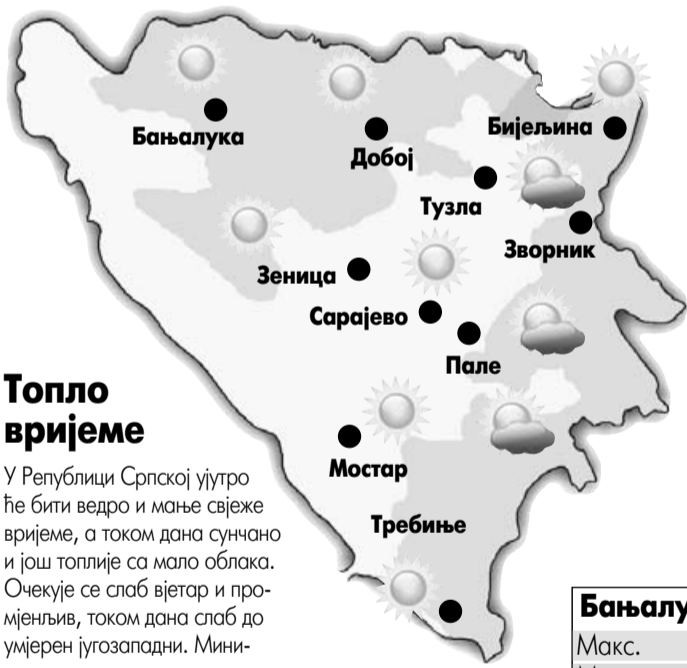 Бањалука
Добој
Бијељина
Тузла
Зворник
Зеница
Сарајево
Пале
Мостар
Требиње
Топло
вријеме
У Републици Српској ујутро
ће бити ведро и мање свјеже
вријеме, а током дана сунчано
и још топлије са мало облака.
Очекује се слаб вјетар и про-
мјенљив, током дана слаб до
умјерен југозападни. Мини-
Макс.